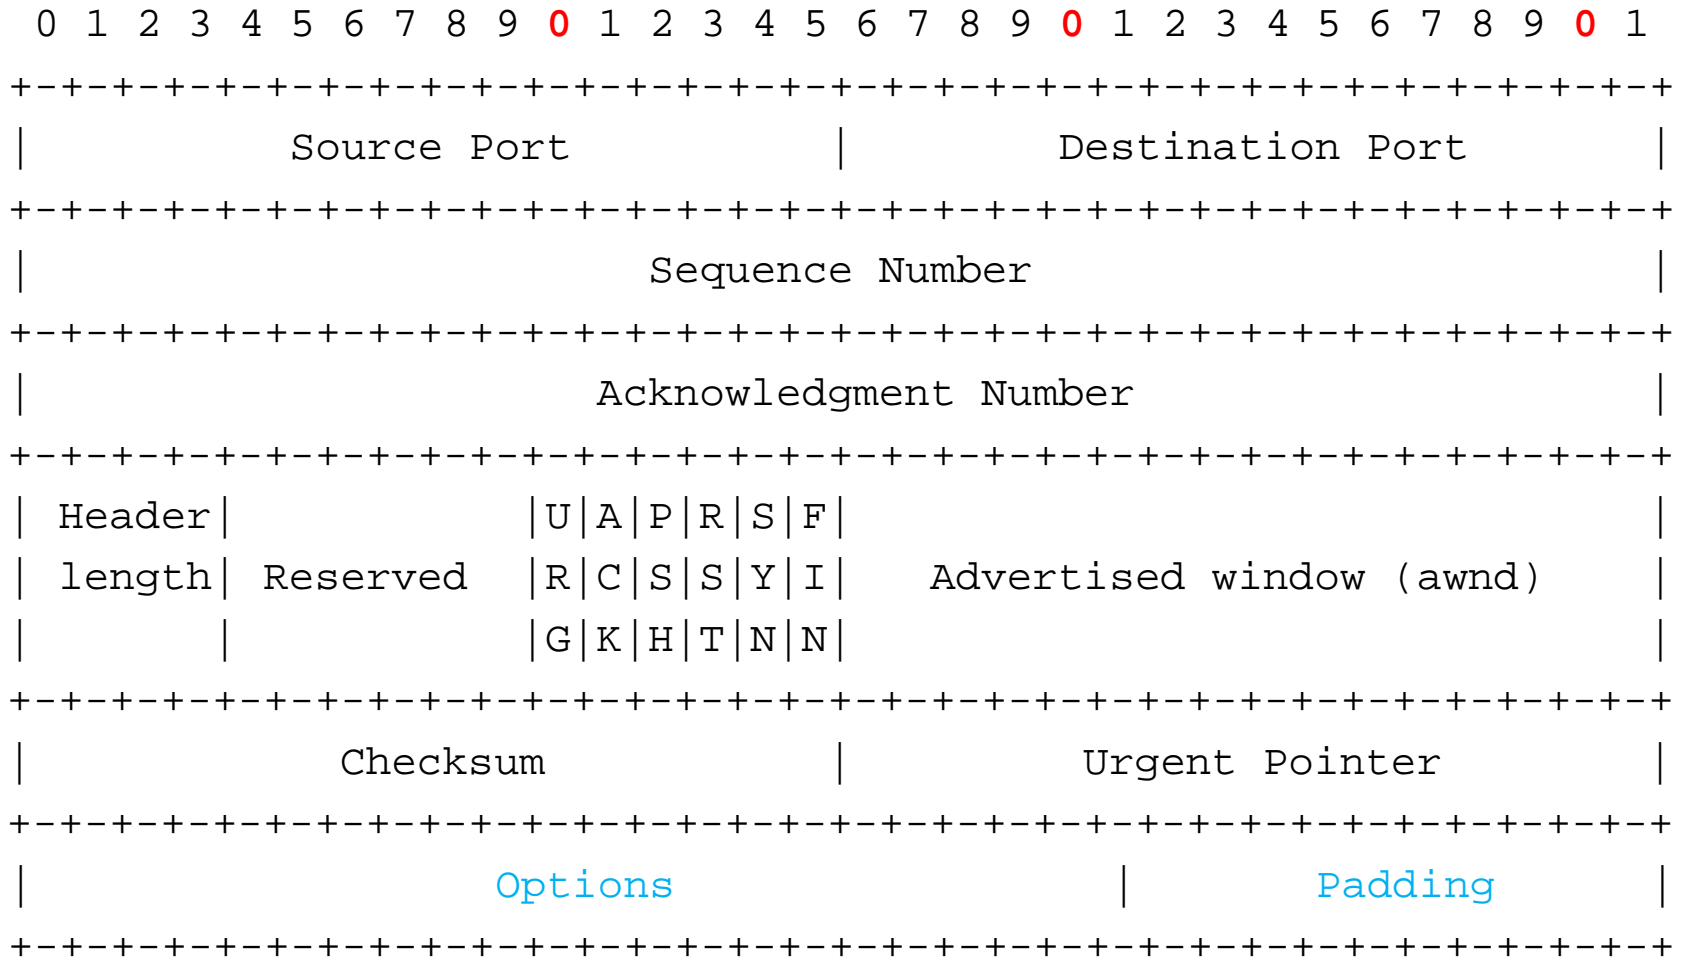 0 1 2 3 4 5 6 7 8 9 0 1 2 3 4 5 6 7 8 9 0 1 2 3 4 5 6 7 8 9 0 1
+-+-+-+-+-+-+-+-+-+-+-+-+-+-+-+-+-+-+-+-+-+-+-+-+-+-+-+-+-+-+-+-+
|          Source Port          |        Destination Port       |
+-+-+-+-+-+-+-+-+-+-+-+-+-+-+-+-+-+-+-+-+-+-+-+-+-+-+-+-+-+-+-+-+
|                        Sequence Number                        |
+-+-+-+-+-+-+-+-+-+-+-+-+-+-+-+-+-+-+-+-+-+-+-+-+-+-+-+-+-+-+-+-+
|                      Acknowledgment Number                    |
+-+-+-+-+-+-+-+-+-+-+-+-+-+-+-+-+-+-+-+-+-+-+-+-+-+-+-+-+-+-+-+-+
| Header|           |U|A|P|R|S|F|                               |
| length| Reserved  |R|C|S|S|Y|I|   Advertised window (awnd)    |
|       |           |G|K|H|T|N|N|                               |
+-+-+-+-+-+-+-+-+-+-+-+-+-+-+-+-+-+-+-+-+-+-+-+-+-+-+-+-+-+-+-+-+
|            Checksum           |         Urgent Pointer        |
+-+-+-+-+-+-+-+-+-+-+-+-+-+-+-+-+-+-+-+-+-+-+-+-+-+-+-+-+-+-+-+-+
|                  Options                 |       Padding      |
+-+-+-+-+-+-+-+-+-+-+-+-+-+-+-+-+-+-+-+-+-+-+-+-+-+-+-+-+-+-+-+-+